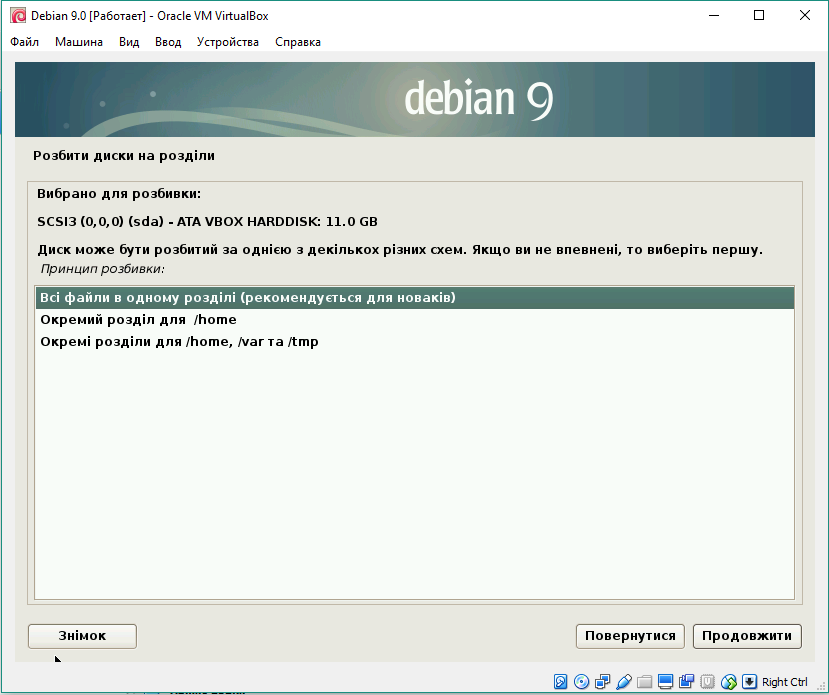 Debian 9.0 [Работает] - Oracle VM VirtualBox
Файл Машина Вид Ввод Устройства Справка
debian 9
Розбити диски на розділи
Вибрано для розбивки:
SCSI3 (0,0,0) (sda) - ATA VBOX HARDDISK: 11.0 GB
Диск може бути розбитий за однією з декількох різних схем. Якщо ви не впевнені, то виберіть першу.
Принцип розбивки:
Всі файли в одному розділі (рекомендується для новаків)
Окремий розділ для /home
Окремі розділи для /home, /var та /tmp
Знімок Повернутися Продовжити
Right Ctrl